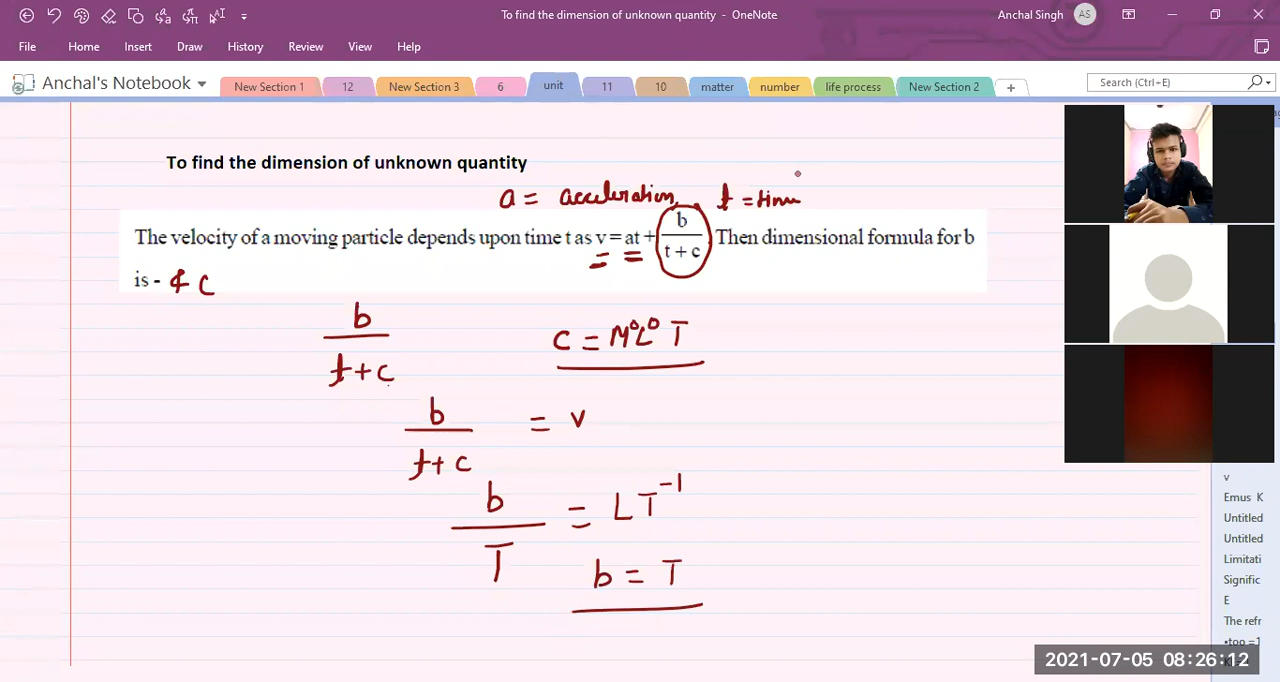 To find the dimension of unknown quantity - OneNote
Anchal Singh AS
File Home Insert Draw History Review View Help
Anchal's Notebook New Section 1 12 New Section 3 6 unit 11 10 matter number life process New Section 2 + Search (Ctrl+E)
To find the dimension of unknown quantity
a = acceleration, t = time
The velocity of a moving particle depends upon time t as v = at + b/(t + c). Then dimensional formula for b
is - & c
b/(t+c)
c = M⁰L⁰T
b/(t+c) = v
b/T = LT⁻¹
b = T
v
Emus K
Untitled
Untitled
Limitati
Signific
E
The refr
•too =1
2021-07-05 08:26:12